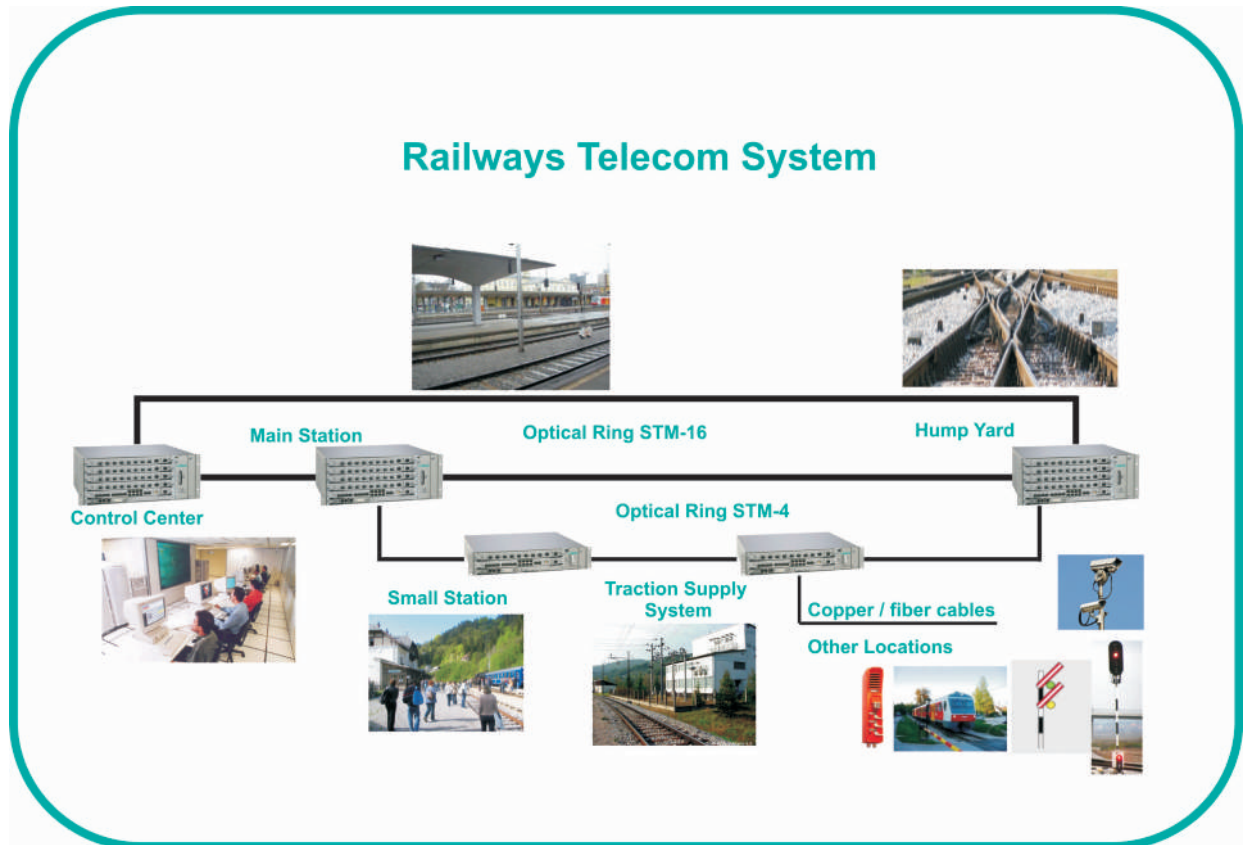 Railways Telecom System
Main Station
Optical Ring STM-16
Hump Yard
Control Center
Optical Ring STM-4
Small Station
Traction Supply
System
Copper / fiber cables
Other Locations